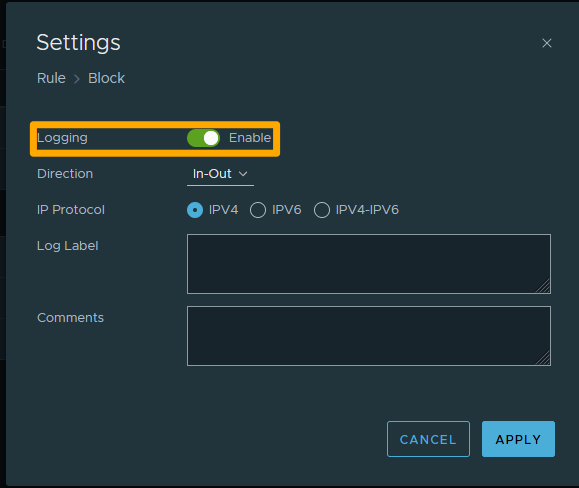 Settings
Rule > Block
Logging Enable
Direction In-Out
IP Protocol IPV4 IPV6 IPV4-IPV6
Log Label
Comments
CANCEL APPLY